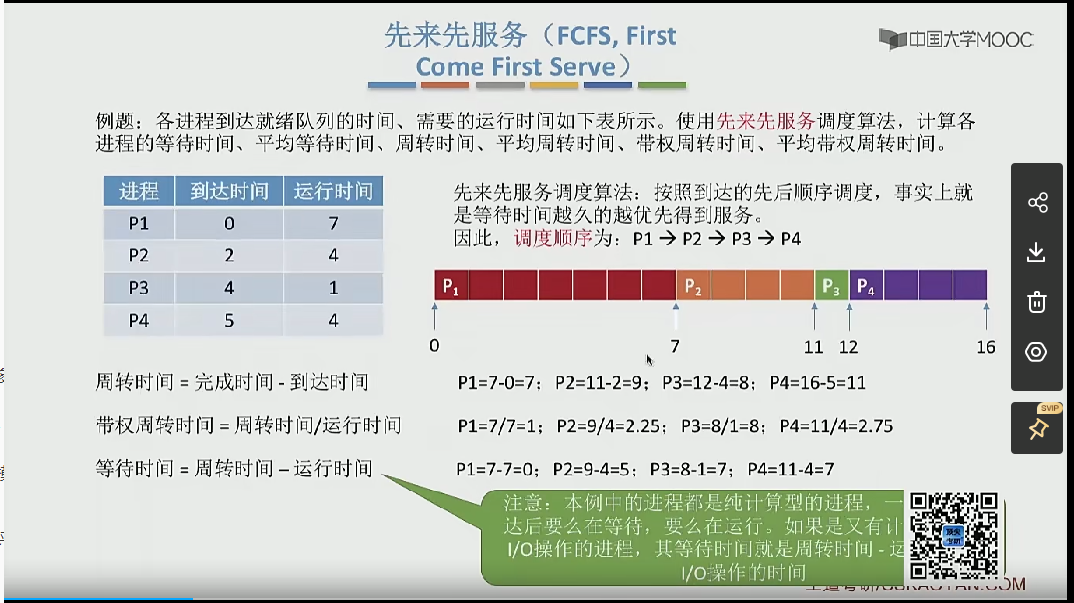 先来先服务（FCFS, First
Come First Serve）
中国大学MOOC
例题：各进程到达就绪队列的时间、需要的运行时间如下表所示。使用先来先服务调度算法，计算各
进程的等待时间、平均等待时间、周转时间、平均周转时间、带权周转时间、平均带权周转时间。
进程 到达时间 运行时间
P1 0 7
P2 2 4
P3 4 1
P4 5 4
先来先服务调度算法：按照到达的先后顺序调度，事实上就
是等待时间越久的越优先得到服务。
因此，调度顺序为：P1 → P2 → P3 → P4
P1 P2 P3 P4
0 7 11 12 16
周转时间 = 完成时间 - 到达时间 P1=7-0=7；P2=11-2=9；P3=12-4=8；P4=16-5=11
带权周转时间 = 周转时间/运行时间 P1=7/7=1；P2=9/4=2.25；P3=8/1=8；P4=11/4=2.75
等待时间 = 周转时间 – 运行时间 P1=7-7=0；P2=9-4=5；P3=8-1=7；P4=11-4=7
注意：本例中的进程都是纯计算型的进程，一
达后要么在等待，要么在运行。如果是又有计
I/O操作的进程，其等待时间就是周转时间 - 运
I/O操作的时间
SVIP